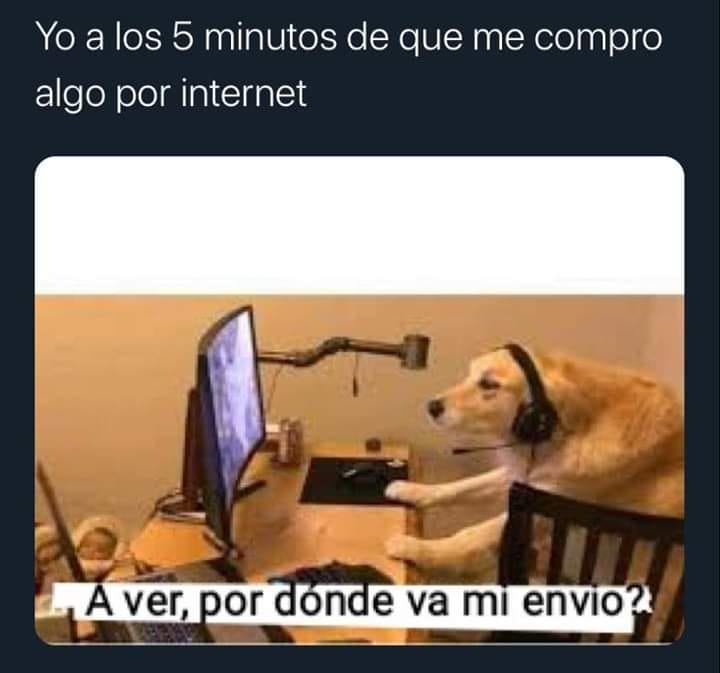 Yo a los 5 minutos de que me compro
algo por internet
A ver, por dónde va mi envio?